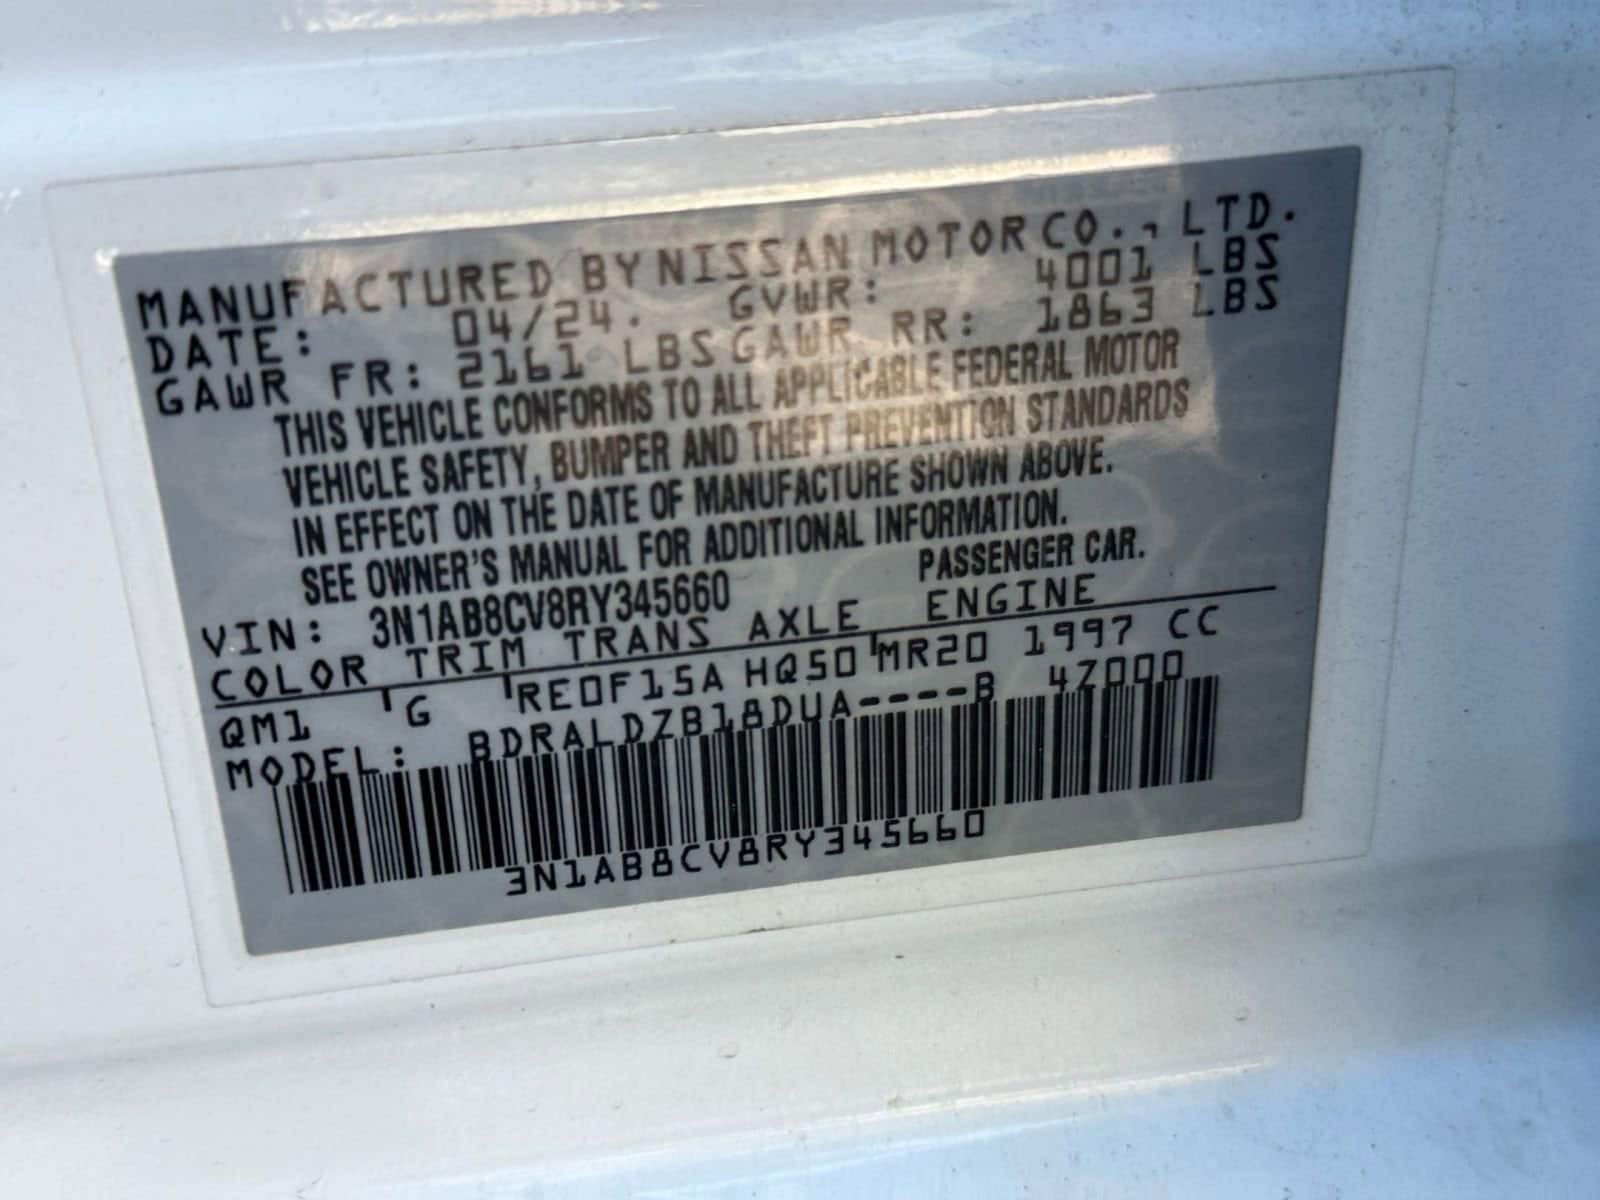 MANUFACTURED BY NISSAN MOTOR CO., LTD.
DATE: 04/24. GVWR: 4001 LBS
GAWR FR: 2161 LBS GAWR RR: 1863 LBS
THIS VEHICLE CONFORMS TO ALL APPLICABLE FEDERAL MOTOR
VEHICLE SAFETY, BUMPER AND THEFT PREVENTION STANDARDS
IN EFFECT ON THE DATE OF MANUFACTURE SHOWN ABOVE.
SEE OWNER'S MANUAL FOR ADDITIONAL INFORMATION.
VIN: 3N1AB8CV8RY345660 PASSENGER CAR.
COLOR TRIM TRANS AXLE ENGINE
QM1 G RE0F15A HQ50 MR20 1997 CC
MODEL: BDRALDZB18DUA----B 4Z000
3N1AB8CV8RY345660